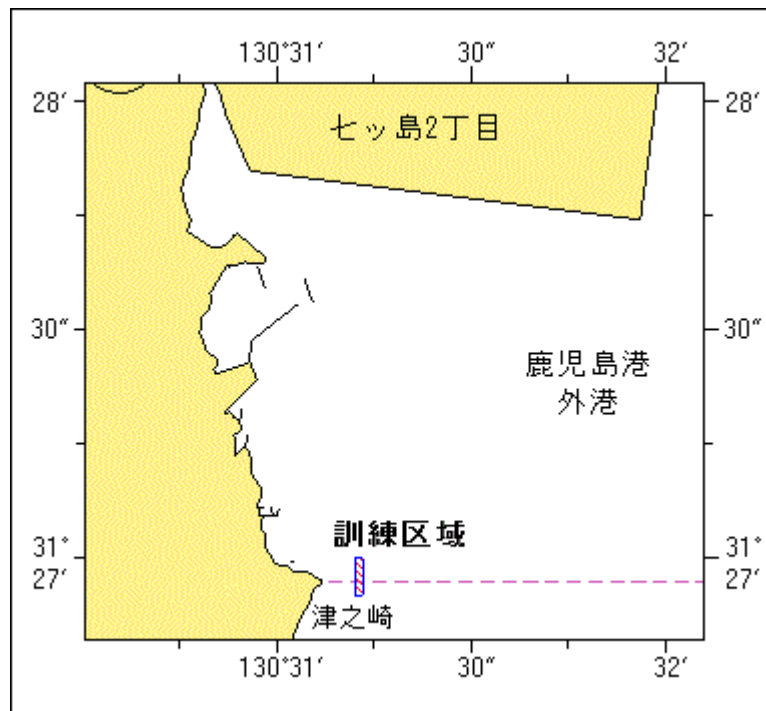 130°31′ 30″ 32′
28′ 28′
七ッ島2丁目
30″ 30″
鹿児島港
外港
訓練区域
31° 31°
27′ 27′
津之崎
130°31′ 30″ 32′